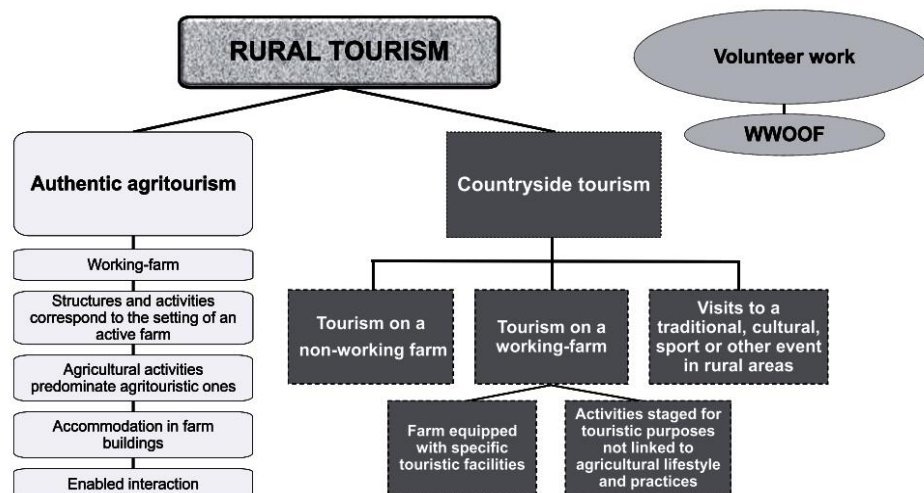 RURAL TOURISM
Volunteer work
WWOOF
Authentic agritourism
Working-farm
Structures and activities
correspond to the setting of an
active farm
Agricultural activities
predominate agritouristic ones
Accommodation in farm
buildings
Enabled interaction
Countryside tourism
Tourism on a
non-working farm
Tourism on a
working-farm
Visits to a
traditional, cultural,
sport or other event
in rural areas
Farm equipped
with specific
touristic facilities
Activities staged for
touristic purposes
not linked to
agricultural lifestyle
and practices